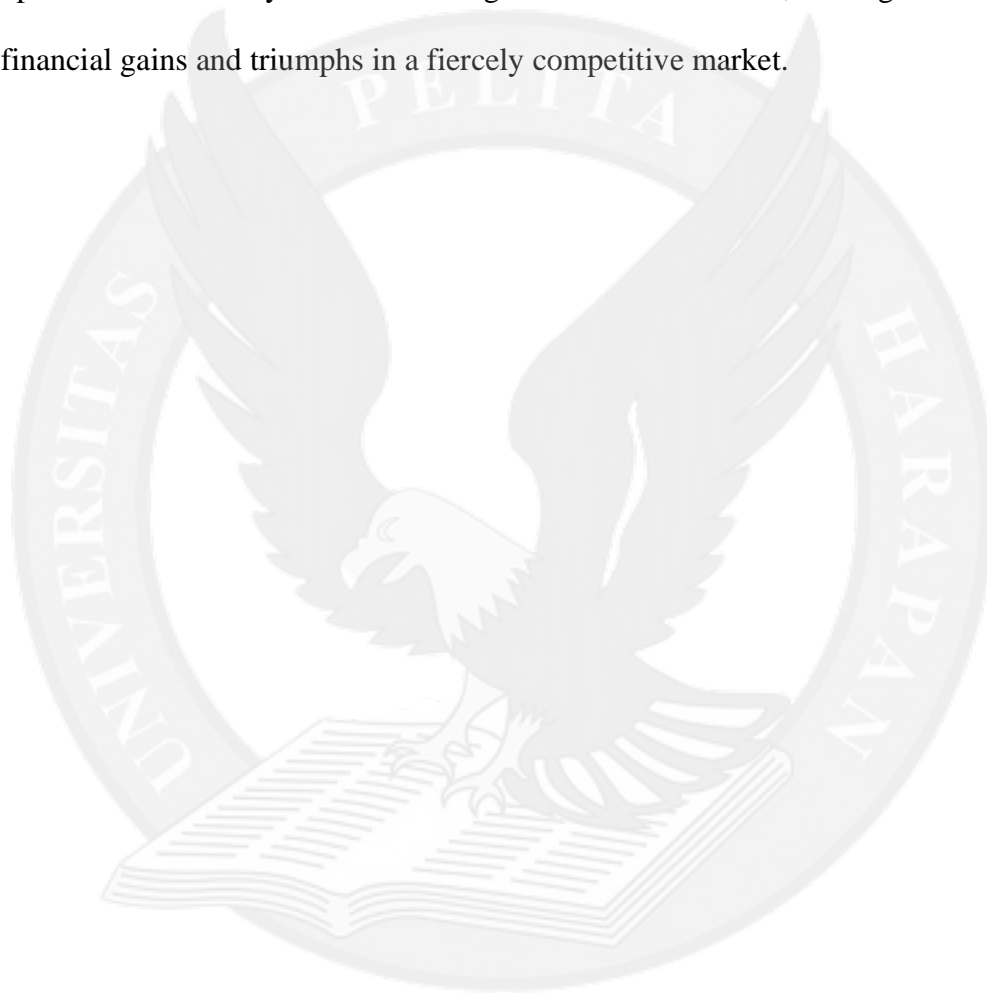 financial gains and triumphs in a fiercely competitive market.
PELITA
UNIVERSITAS
HARAPAN